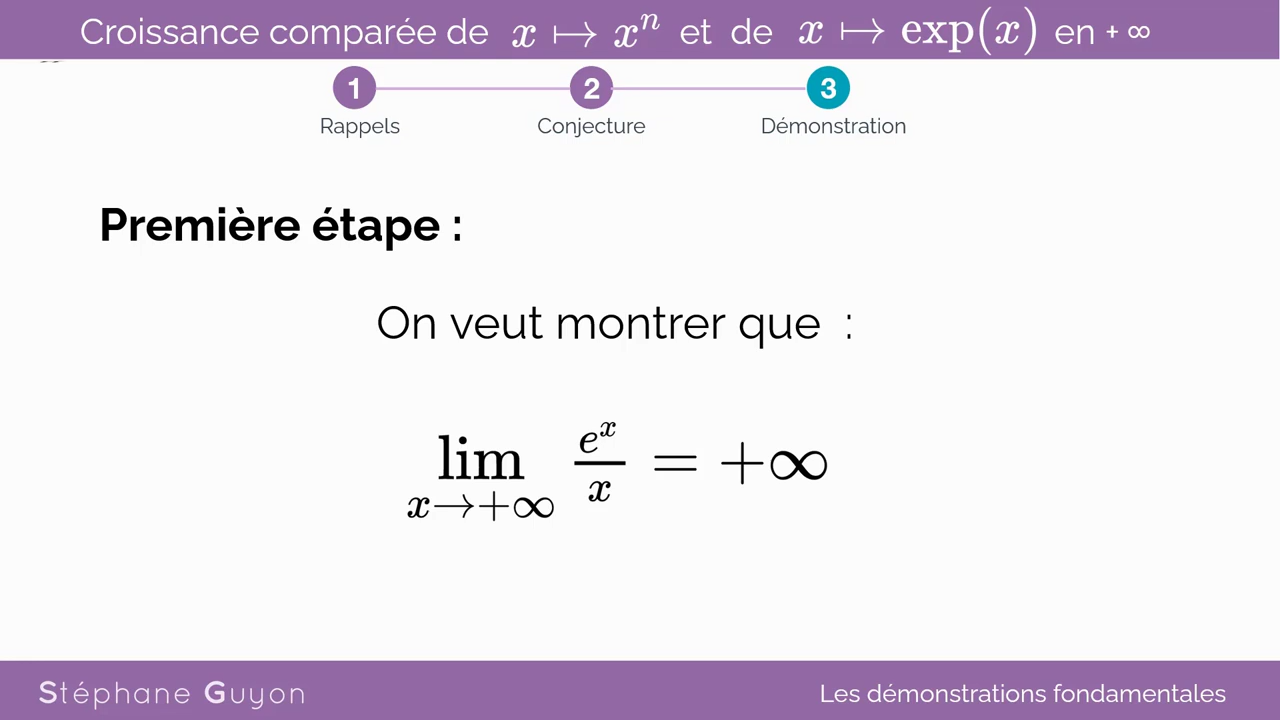 Croissance comparée de x ↦ xⁿ et de x ↦ exp(x) en + ∞
1 2 3
Rappels Conjecture Démonstration
Première étape :
On veut montrer que :
lim x→+∞ eˣ/x = +∞
Stéphane Guyon Les démonstrations fondamentales